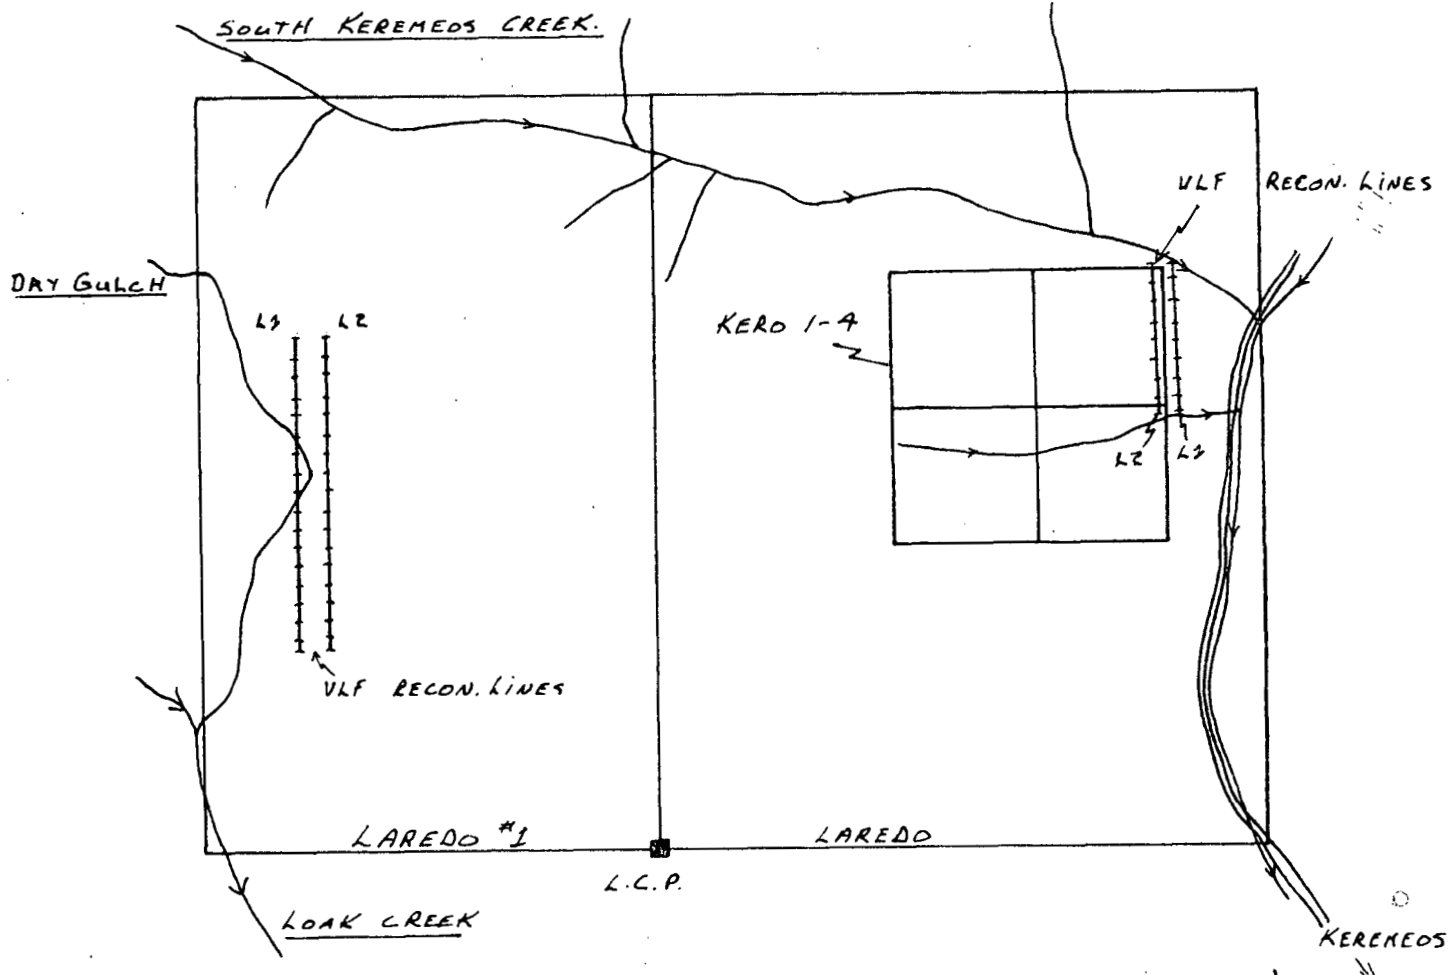 SOUTH KEREMEOS CREEK.
VLF RECON. LINES
DRY GULCH
L1 L2
KERO 1-4
L2 L1
VLF RECON. LINES
LAREDO #1
LAREDO
L.C.P.
LOAK CREEK
KEREMEOS